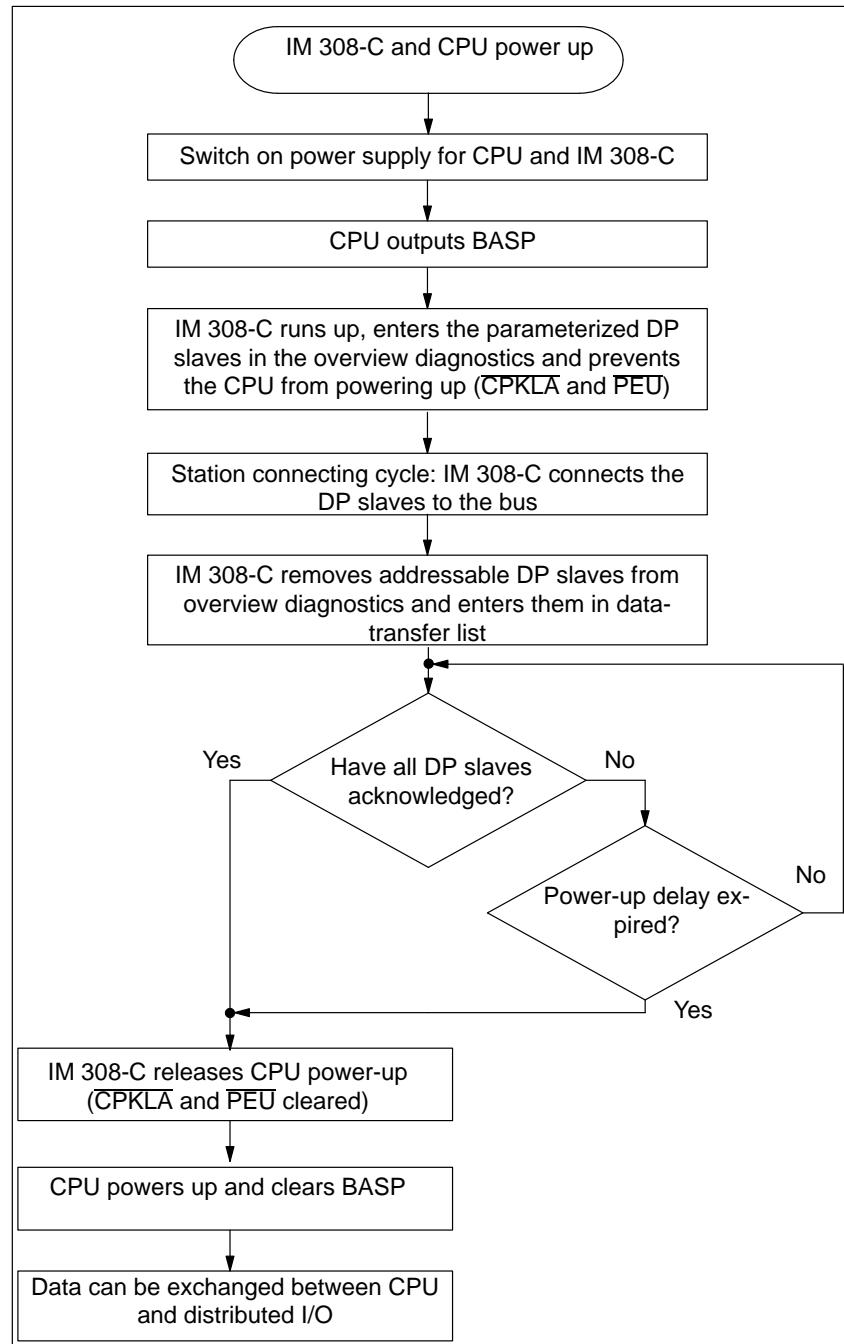 IM 308-C and CPU power up
Switch on power supply for CPU and IM 308-C
CPU outputs BASP
IM 308-C runs up, enters the parameterized DP
slaves in the overview diagnostics and prevents
the CPU from powering up (C̅P̅K̅L̅A̅ and P̅E̅U̅)
Station connecting cycle: IM 308-C connects the
DP slaves to the bus
IM 308-C removes addressable DP slaves from
overview diagnostics and enters them in data-
transfer list
Yes
Have all DP slaves
acknowledged?
No
Power-up delay ex-
pired?
No
Yes
IM 308-C releases CPU power-up
(C̅P̅K̅L̅A̅ and P̅E̅U̅ cleared)
CPU powers up and clears BASP
Data can be exchanged between CPU
and distributed I/O